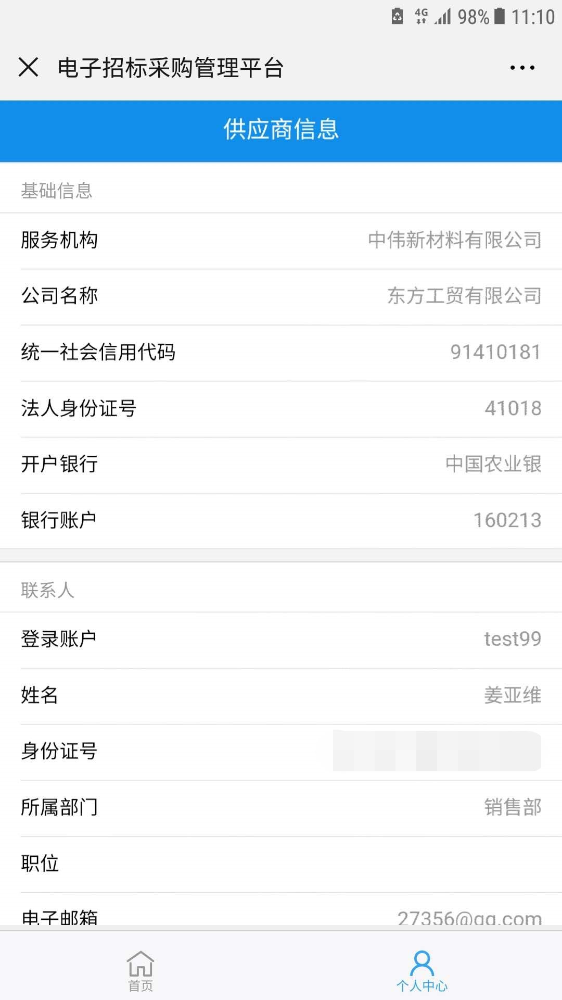 4G 98% 11:10
电子招标采购管理平台
供应商信息
基础信息
服务机构 中伟新材料有限公司
公司名称 东方工贸有限公司
统一社会信用代码 91410181
法人身份证号 41018
开户银行 中国农业银
银行账户 160213
联系人
登录账户 test99
姓名 姜亚维
身份证号
所属部门 销售部
职位
电子邮箱 27356@qq.com
首页 个人中心